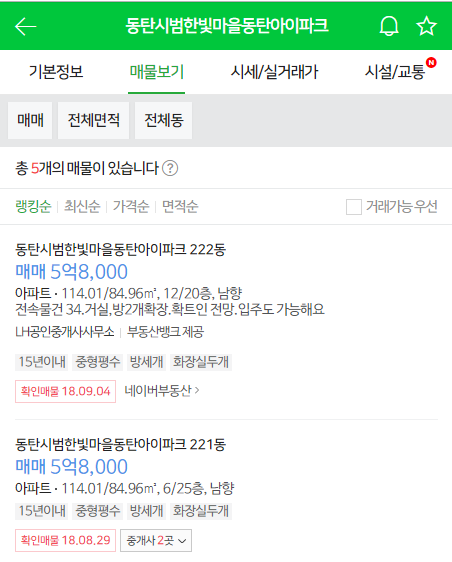 동탄시범한빛마을동탄아이파크
기본정보 매물보기 시세/실거래가 시설/교통 N
매매 전체면적 전체동
총 5개의 매물이 있습니다 ?
랭킹순 최신순 가격순 면적순 거래가능 우선
동탄시범한빛마을동탄아이파크 222동
매매 5억8,000
아파트 · 114.01/84.96㎡, 12/20층, 남향
전속물건 34.거실,방2개확장.확트인 전망.입주도 가능해요
LH공인중개사사무소 부동산뱅크 제공
15년이내 중형평수 방세개 화장실두개
확인매물 18.09.04 네이버부동산 >
동탄시범한빛마을동탄아이파크 221동
매매 5억8,000
아파트 · 114.01/84.96㎡, 6/25층, 남향
15년이내 중형평수 방세개 화장실두개
확인매물 18.08.29 중개사 2곳